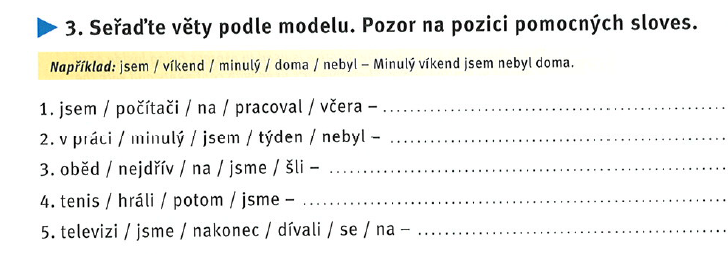 ▶ 3. Seřaďte věty podle modelu. Pozor na pozici pomocných sloves.
Například: jsem / víkend / minulý / doma / nebyl – Minulý víkend jsem nebyl doma.
1. jsem / počítači / na / pracoval / včera – ................................................
2. v práci / minulý / jsem / týden / nebyl – ................................................
3. oběd / nejdřív / na / jsme / šli – ................................................
4. tenis / hráli / potom / jsme – ................................................
5. televizi / jsme / nakonec / dívali / se / na – ................................................